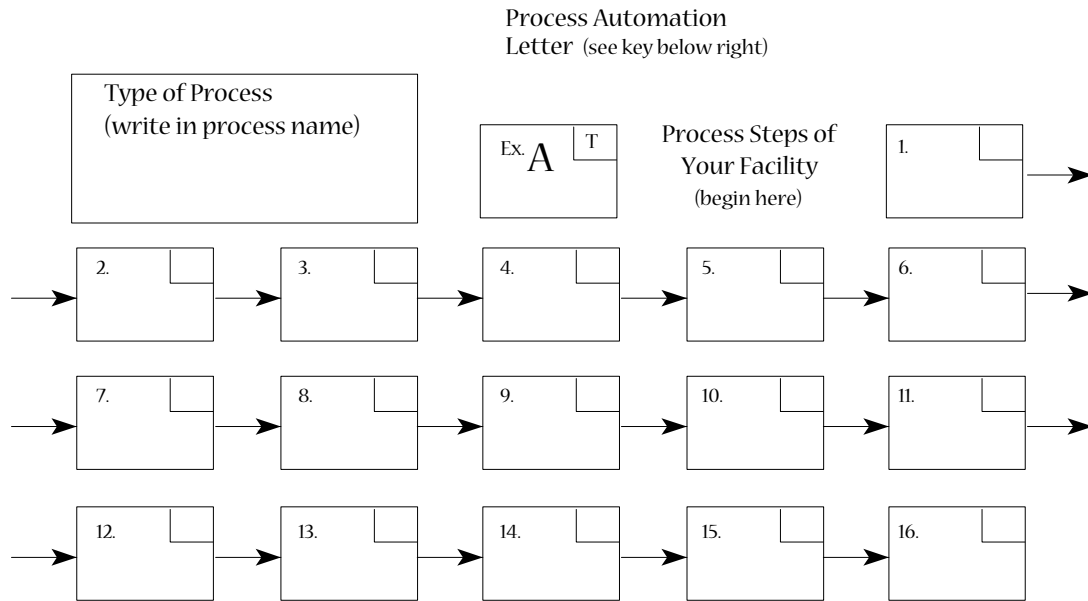 Process Automation
Letter (see key below right)
Type of Process
(write in process name)
Ex. A T
Process Steps of
Your Facility
(begin here)
1.
2. 3. 4. 5. 6.
7. 8. 9. 10. 11.
12. 13. 14. 15. 16.